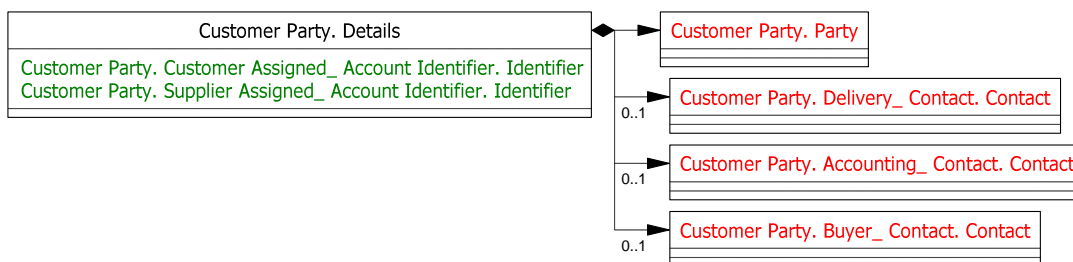 Customer Party. Details
Customer Party. Customer Assigned_ Account Identifier. Identifier
Customer Party. Supplier Assigned_ Account Identifier. Identifier
Customer Party. Party
Customer Party. Delivery_ Contact. Contact
0..1
Customer Party. Accounting_ Contact. Contact
0..1
Customer Party. Buyer_ Contact. Contact
0..1